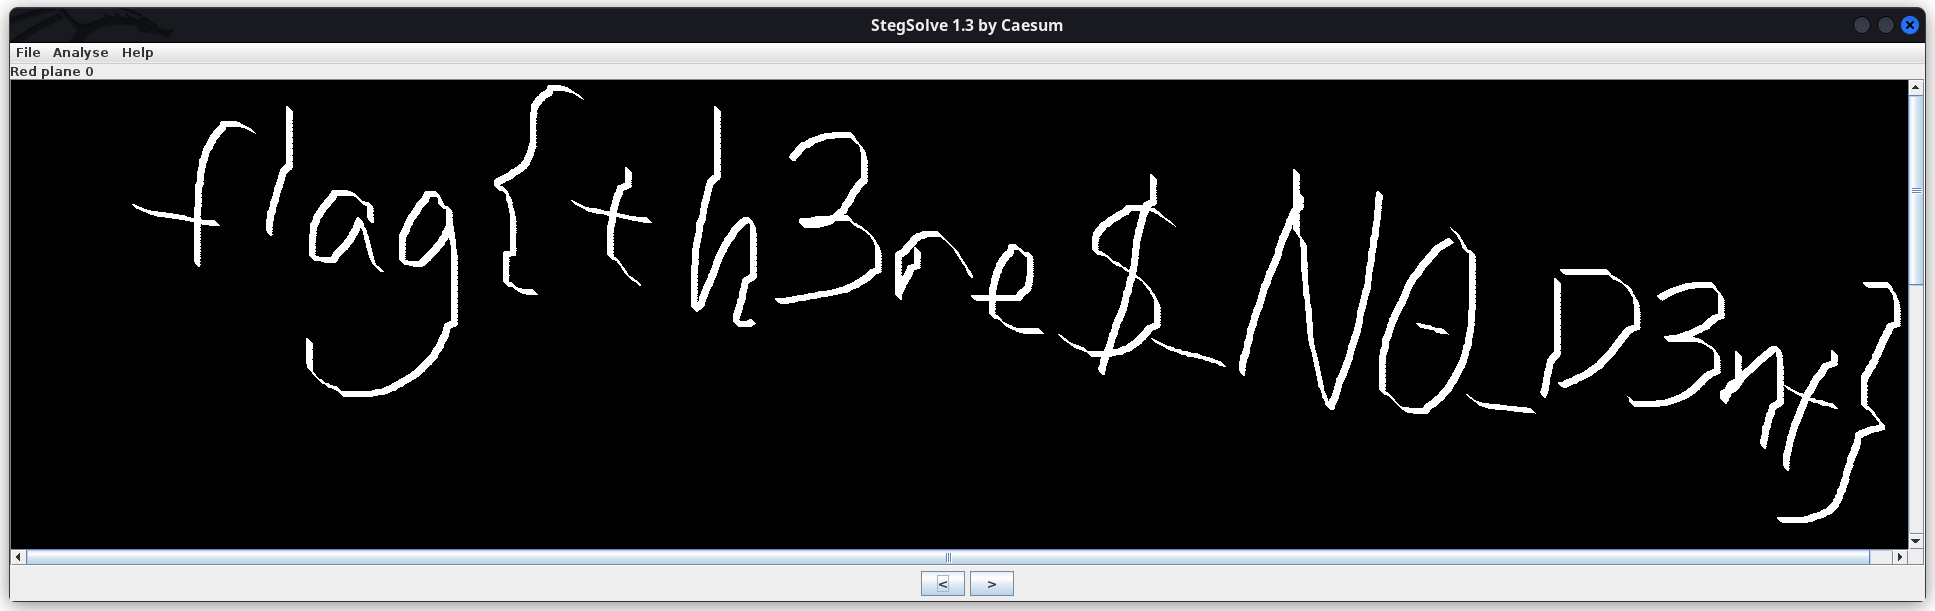 StegSolve 1.3 by Caesum
File Analyse Help
Red plane 0
flag{th3re$_N0_D3nt}
< >